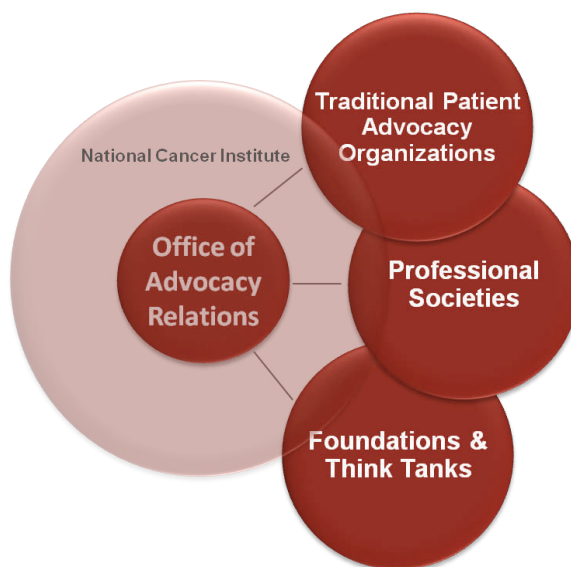 Traditional Patient
Advocacy
Organizations
National Cancer Institute
Office of
Advocacy
Relations
Professional
Societies
Foundations &
Think Tanks